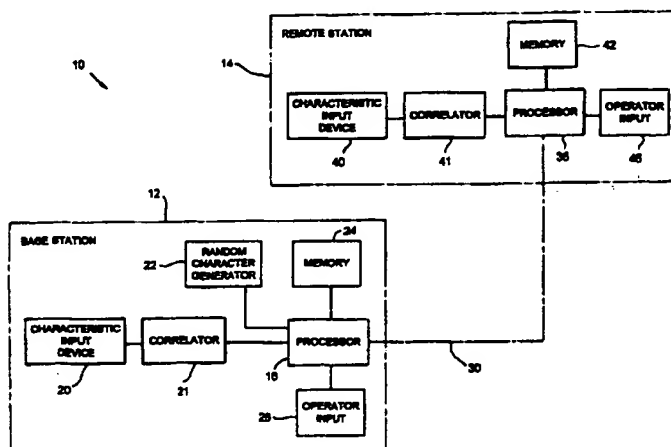 REMOTE STATION
MEMORY
42
14
10
CHARACTERISTIC
INPUT
DEVICE
CORRELATOR
PROCESSOR
OPERATOR
INPUT
40
41
36
46
12
BASE STATION
24
22
RANDOM
CHARACTER
GENERATOR
MEMORY
CHARACTERISTIC
INPUT
DEVICE
CORRELATOR
PROCESSOR
20
21
16
30
26
OPERATOR
INPUT